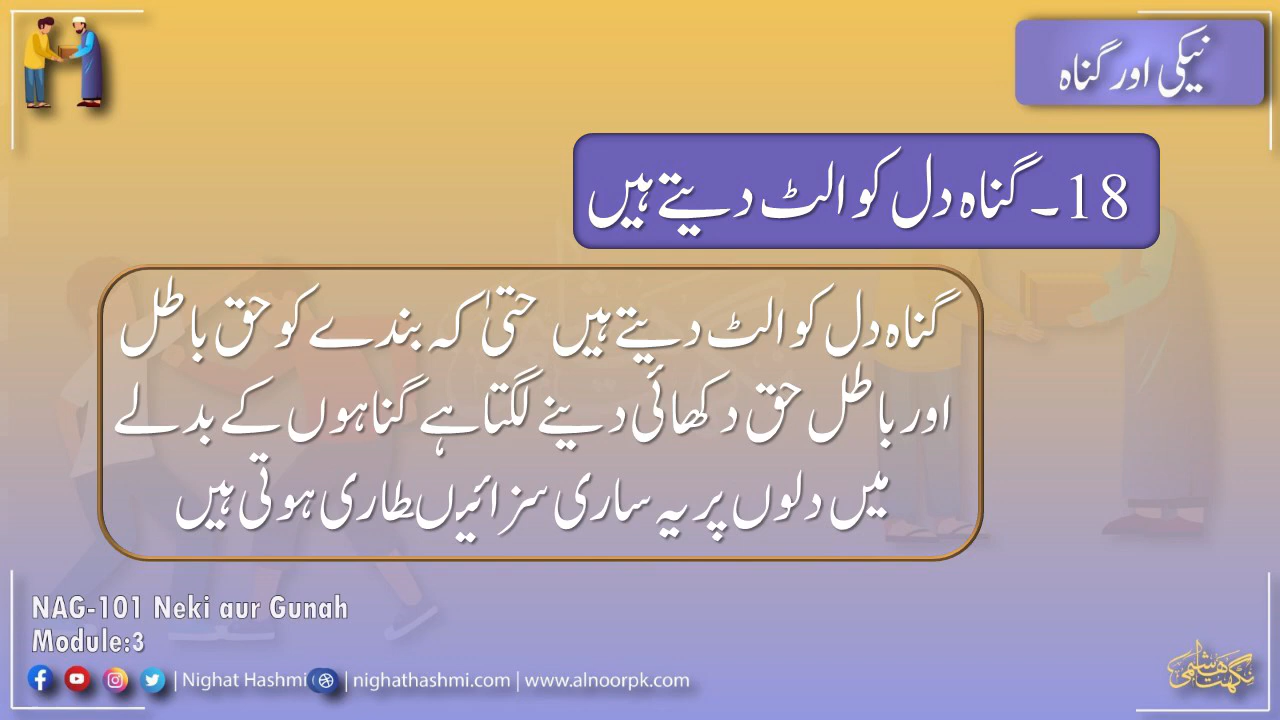 نیکی اور گناہ
18۔ گناہ دل کو الٹ دیتے ہیں
گناہ دل کو الٹ دیتے ہیں حتیٰ کہ بندے کو حق باطل
اور باطل حق دکھائی دینے لگتا ہے گناہوں کے بدلے
میں دلوں پر یہ ساری سزائیں طاری ہوتی ہیں
NAG-101 Neki aur Gunah
Module:3
| Nighat Hashmi | nighathashmi.com | www.alnoorpk.com
نگہت ہاشمی